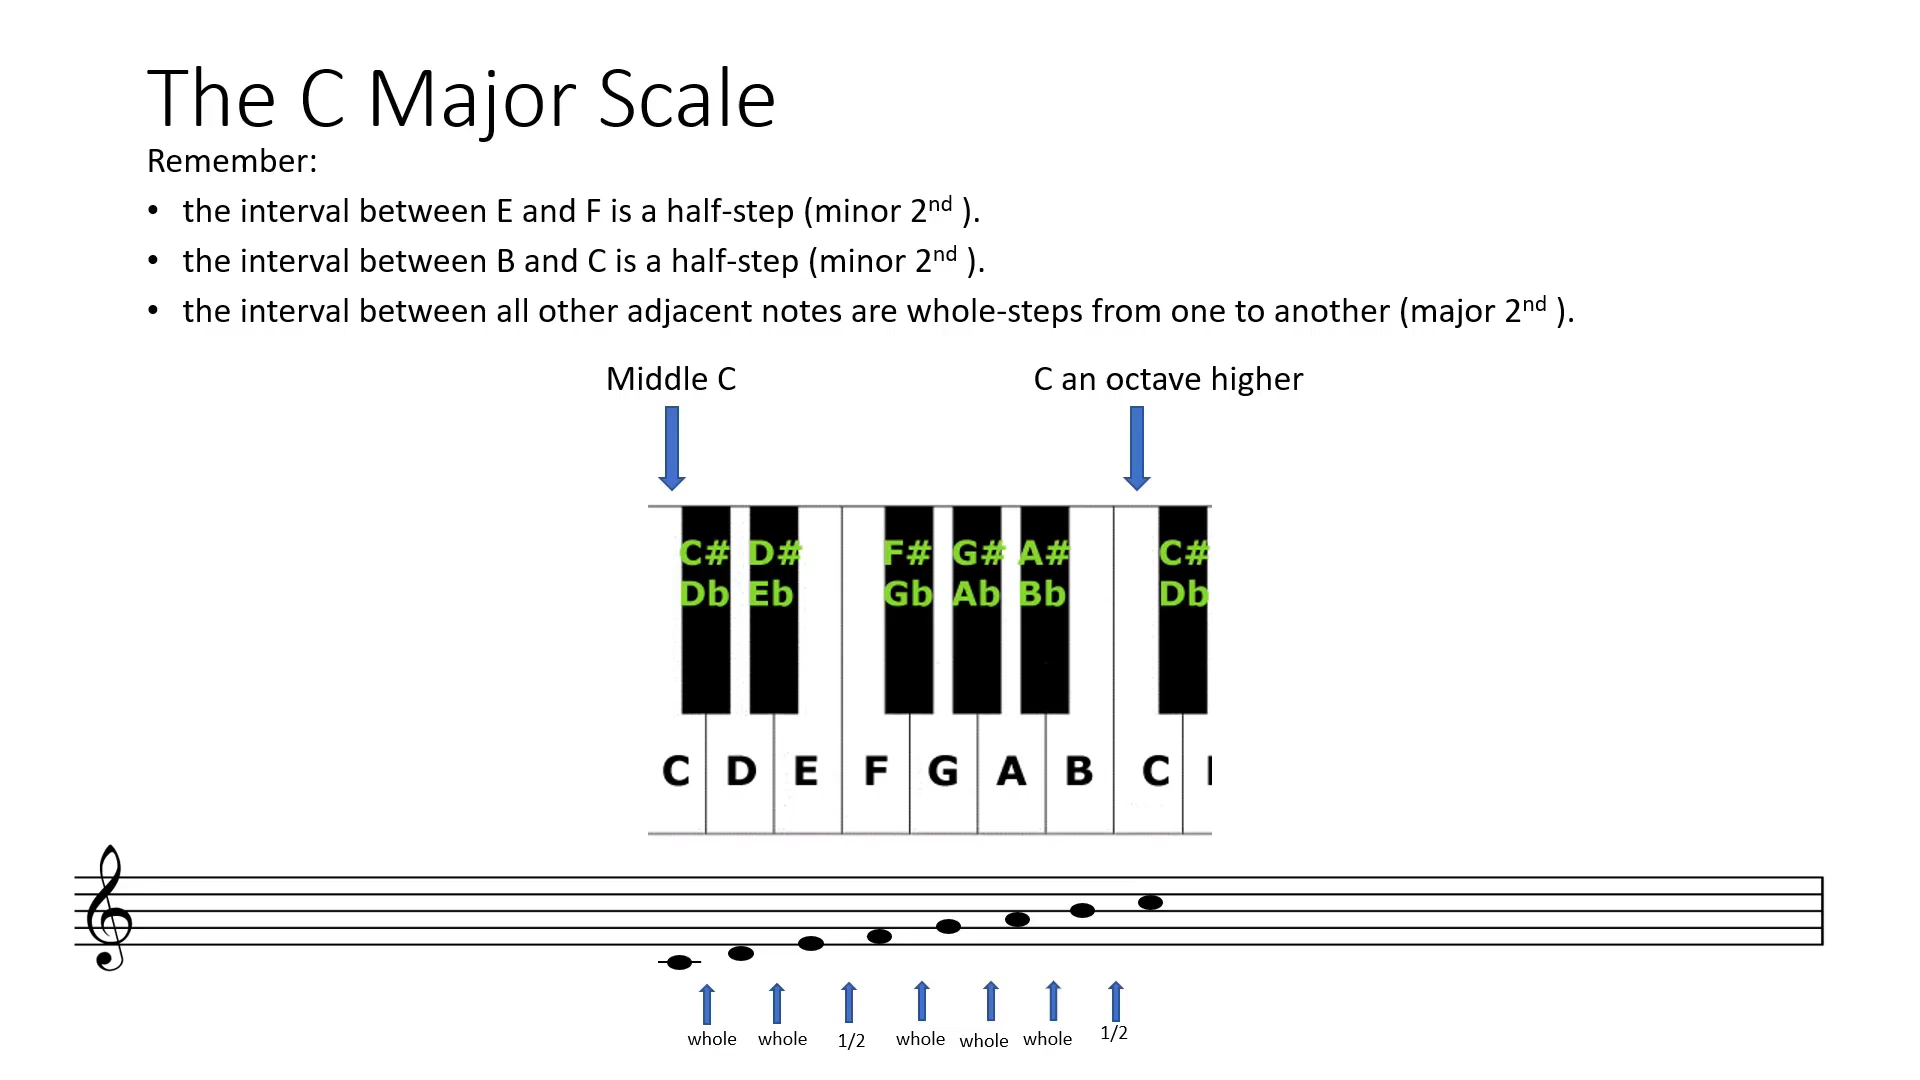 The C Major Scale
Remember:
• the interval between E and F is a half-step (minor 2nd ).
• the interval between B and C is a half-step (minor 2nd ).
• the interval between all other adjacent notes are whole-steps from one to another (major 2nd ).
Middle C C an octave higher
C# D# F# G# A# C#
Db Eb Gb Ab Bb Db
C D E F G A B C
whole whole 1/2 whole whole whole 1/2